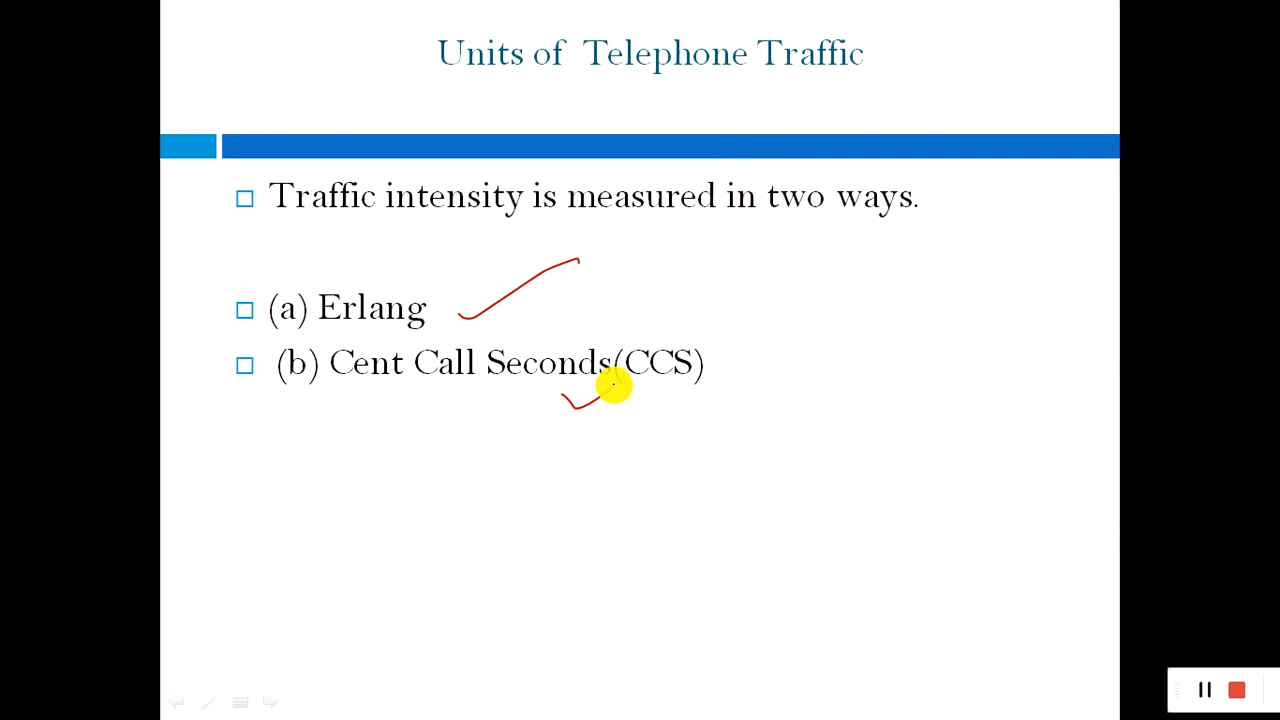 Units of Telephone Traffic
Traffic intensity is measured in two ways.
(a) Erlang
(b) Cent Call Seconds(CCS)